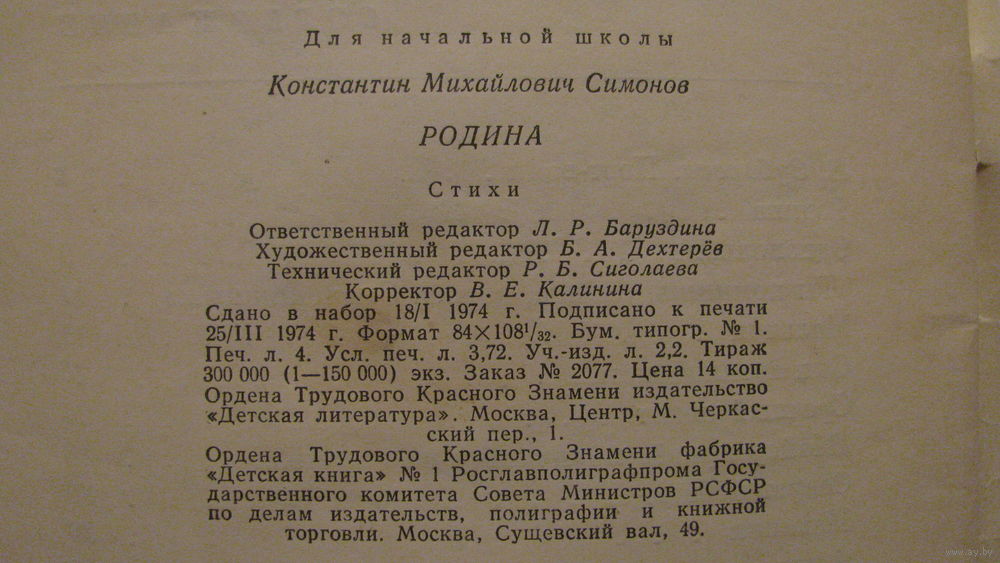 Для начальной школы
Константин Михайлович Симонов
РОДИНА
Стихи
Ответственный редактор Л. Р. Баруздина
Художественный редактор Б. А. Дехтерёв
Технический редактор Р. Б. Сиголаева
Корректор В. Е. Калинина
Сдано в набор 18/I 1974 г. Подписано к печати
25/III 1974 г. Формат 84×108¹/₃₂. Бум. типогр. № 1.
Печ. л. 4. Усл. печ. л. 3,72. Уч.-изд. л. 2,2. Тираж
300 000 (1—150 000) экз. Заказ № 2077. Цена 14 коп.
Ордена Трудового Красного Знамени издательство
«Детская литература». Москва, Центр, М. Черкас-
ский пер., 1.
Ордена Трудового Красного Знамени фабрика
«Детская книга» № 1 Росглавполиграфпрома Госу-
дарственного комитета Совета Министров РСФСР
по делам издательств, полиграфии и книжной
торговли. Москва, Сущевский вал, 49.
www.ay.by